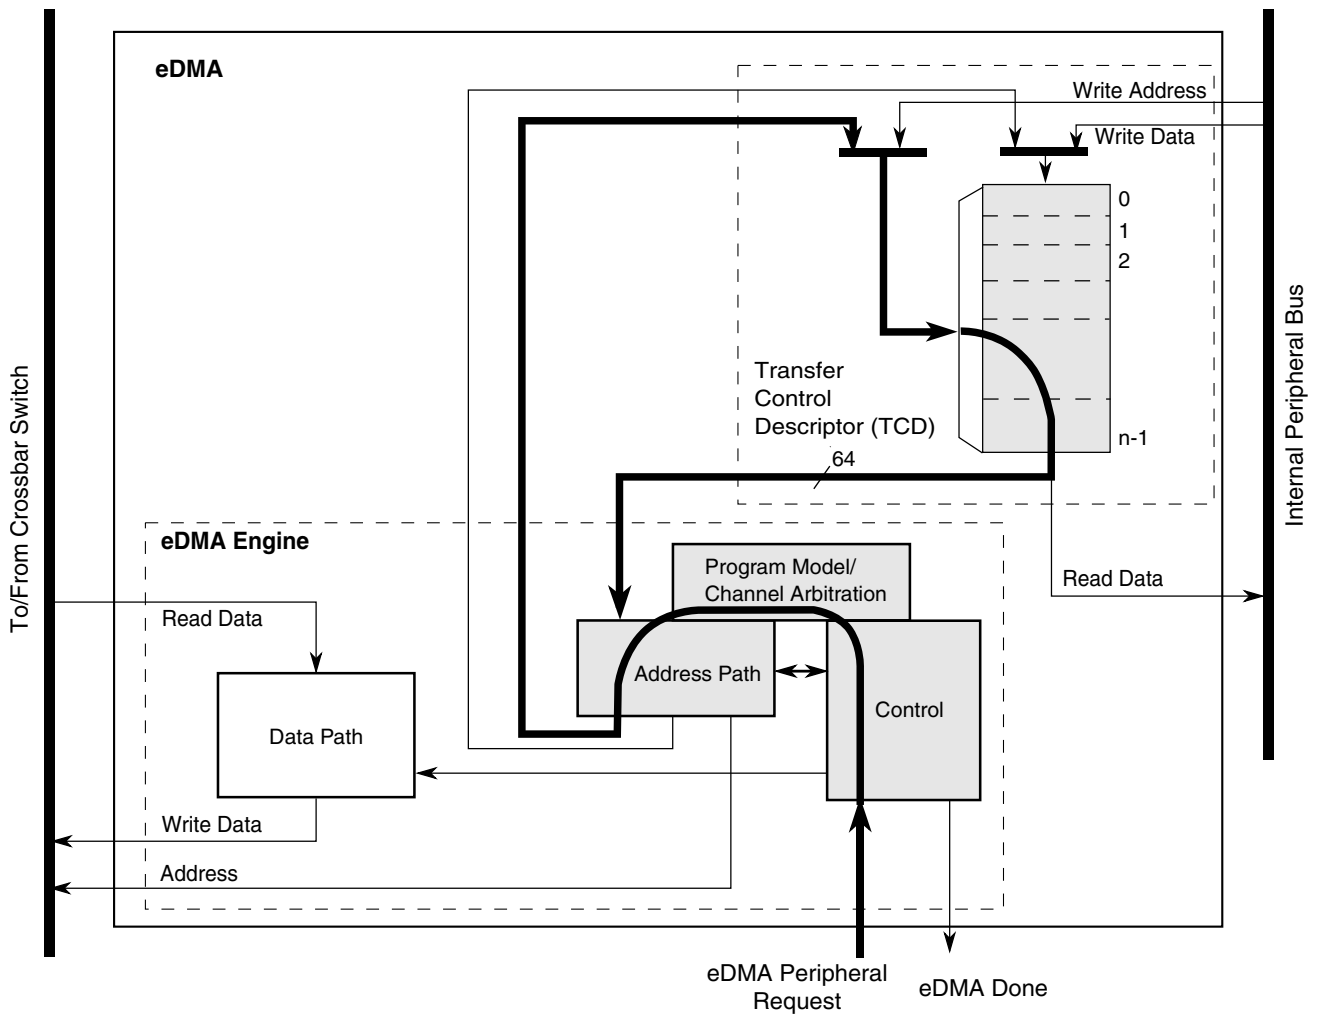 eDMA
Write Address
Write Data
0
1
2
n-1
Transfer
Control
Descriptor (TCD)
64
To/From Crossbar Switch
Internal Peripheral Bus
eDMA Engine
Program Model/
Channel Arbitration
Read Data
Read Data
Address Path
Control
Data Path
Write Data
Address
eDMA Peripheral
Request
eDMA Done